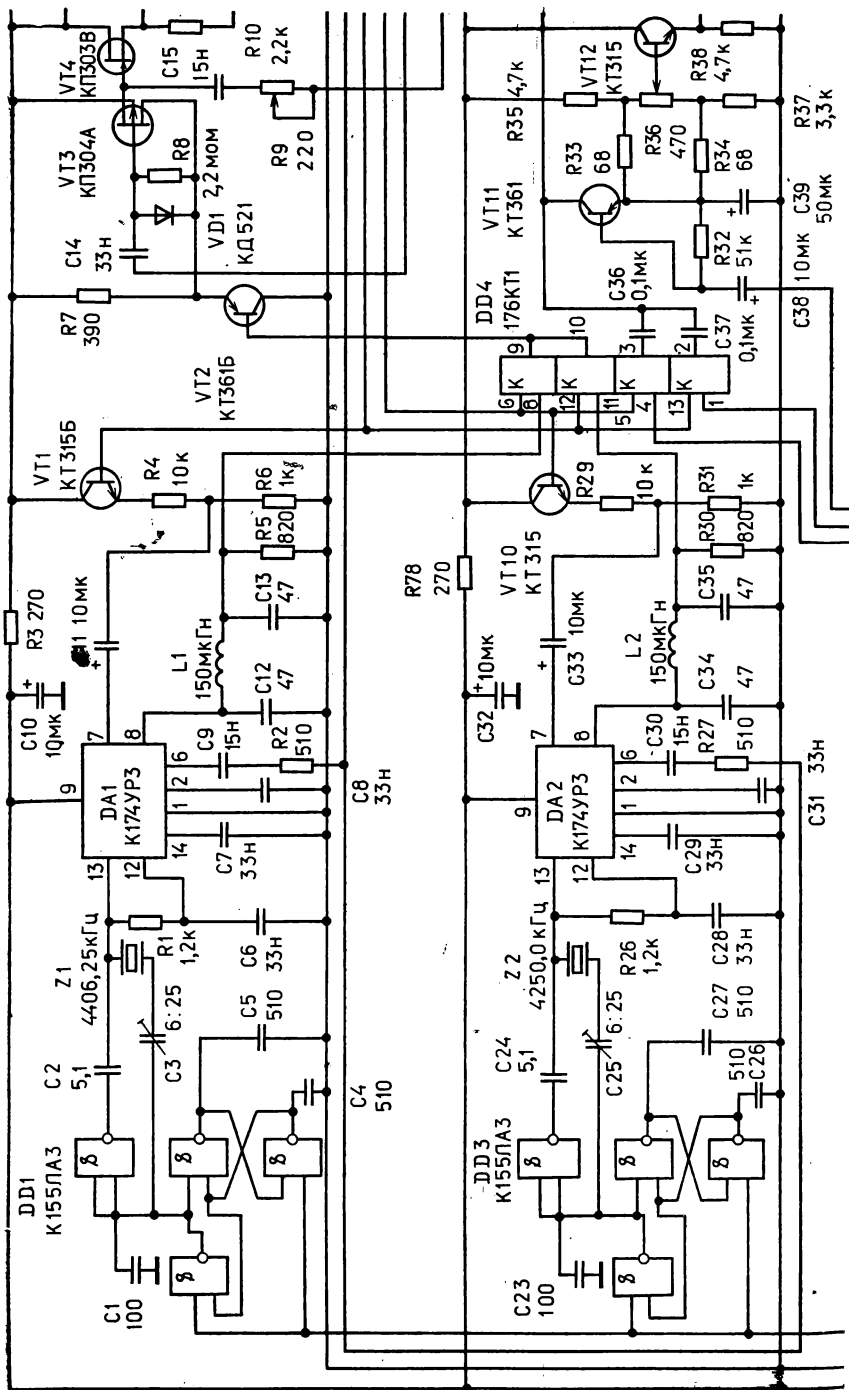 VT4
КП303В
C15
15н
R10
2,2к
VT3
КП304А
R8
2,2 мом
R9
220
VD1
КД521
C14
33н
R7
390
VT2
КТ361Б
VT1
КТ315Б
R4
10к
R6
1к
R5
820
C13
47
R3 270
10мк
+
L1
150мкГн
C12
47
C10
+
10мк
7
8
C9
15н
R2
510
9
DA1
К174УР3
6
2
1
14
C8
33н
C7
33н
13
12
Z1
4406,25кГц
R1
1,2к
C6
33н
6:25
C3
C5
510
C2
5,1
C4
510
DD1
К155ЛА3
&
&
&
&
C1
100
R35
4,7к
VT12
КТ315
R38
4,7к
R33
68
R36
470
R34
68
R37
3,3к
VT11
КТ361
R32
51к
+
C39
50мк
C36
0,1мк
C38
10мк
+
DD4
176КТ1
9
10
3
2
C37
0,1мк
К
К
К
К
6
8
12
11
5
4
13
1
R29
10к
R31
1к
R30
820
VT10
КТ315
R78
270
C35
47
+
C33
10мк
L2
150мкГн
C34
47
C32
+
10мк
7
8
C30
15н
R27
510
9
DA2
К174УР3
6
2
1
14
C31
33н
C29
33н
13
12
Z2
4250,0кГц
R26
1,2к
C28
33н
C25
6:25
C27
510
C24
5,1
C26
510
DD3
К155ЛА3
&
&
&
&
C23
100